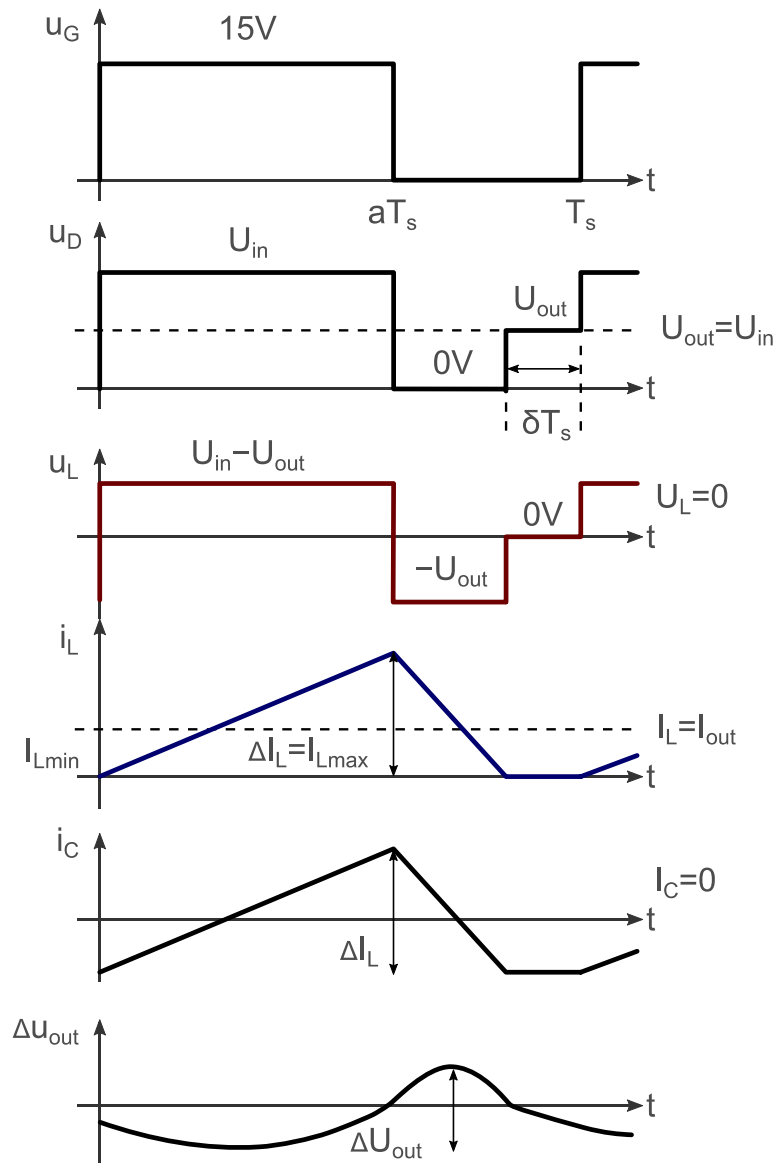 u_G 15V
t
aT_s T_s
u_D U_in
U_out
U_out=U_in
0V
t
δT_s
u_L U_in−U_out
U_L=0
0V
t
−U_out
i_L
I_L=I_out
I_Lmin ΔI_L=I_Lmax
t
i_C
I_C=0
t
ΔI_L
Δu_out
t
ΔU_out